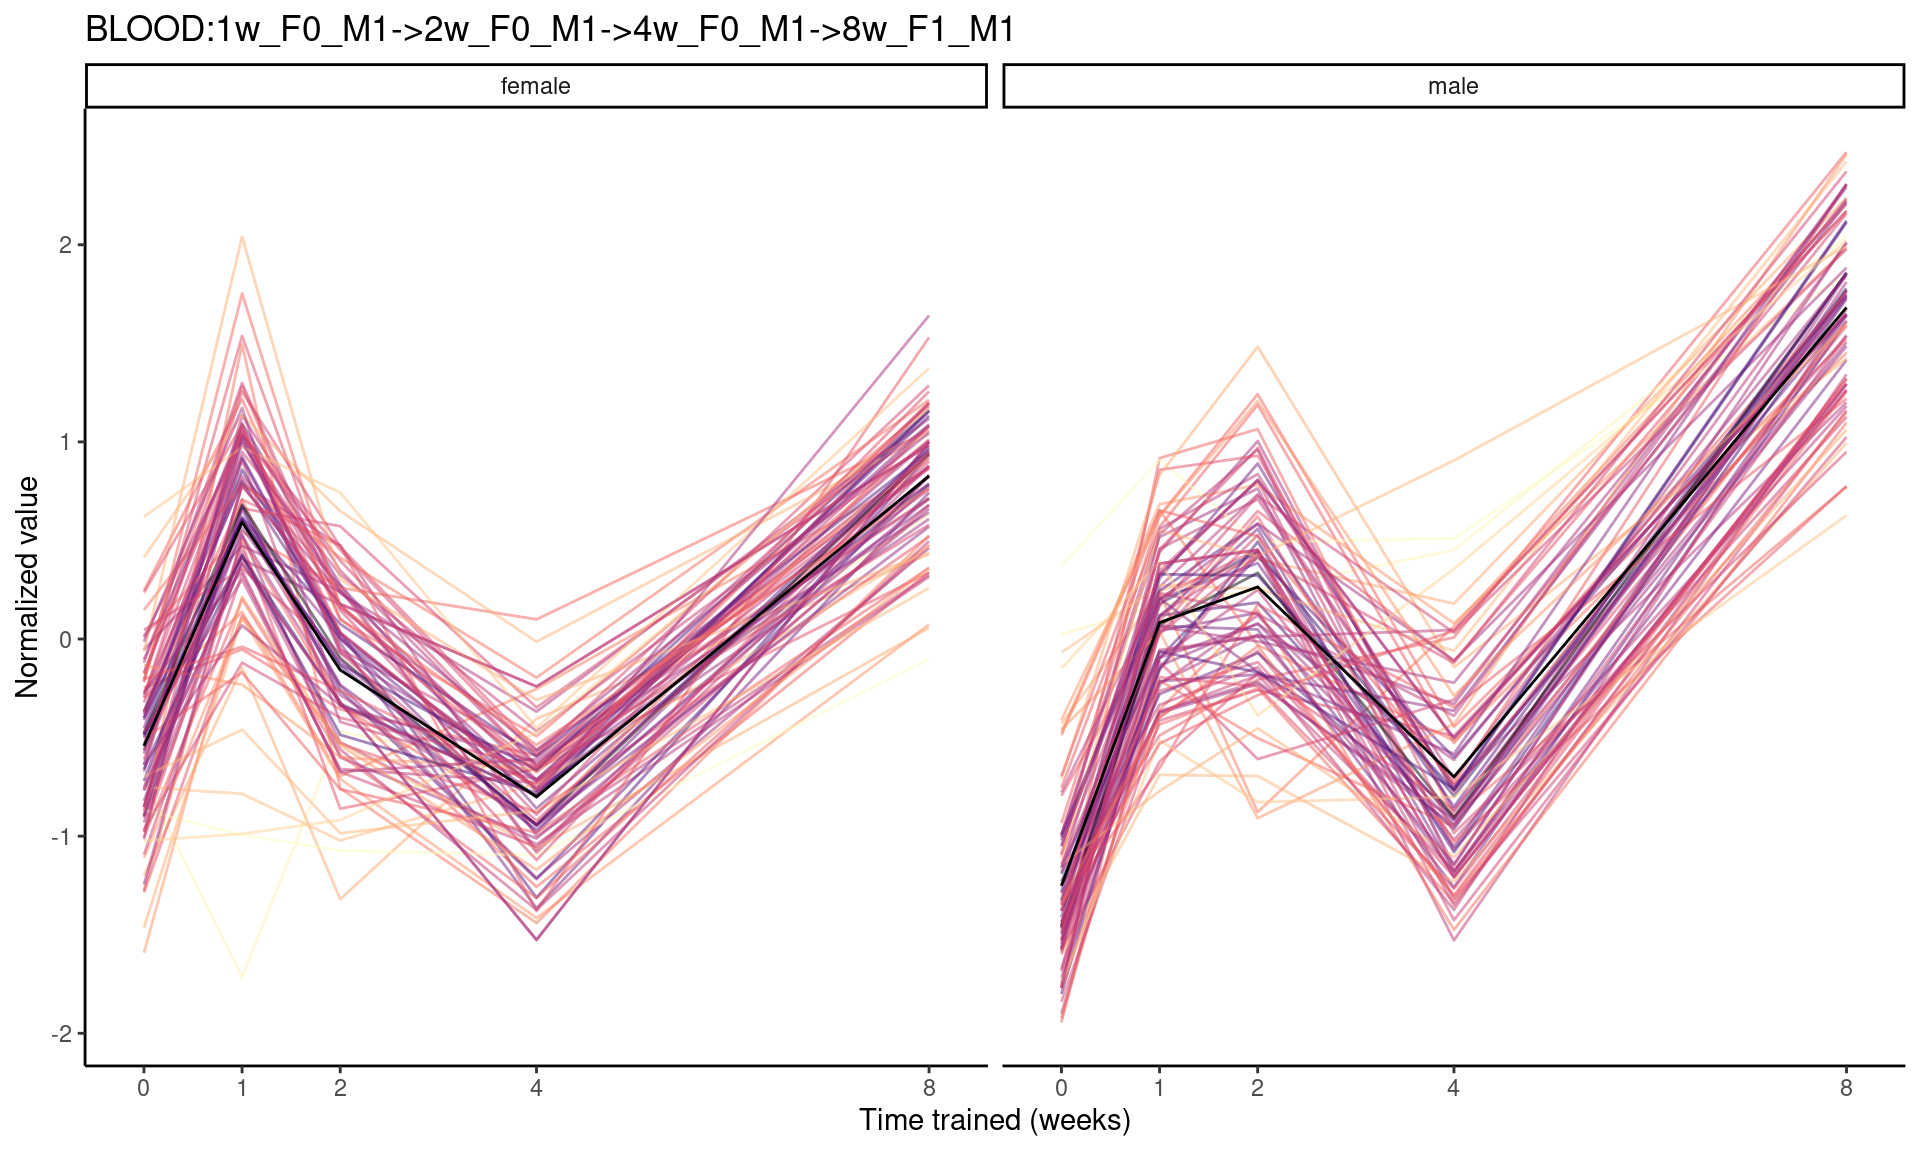 BLOOD:1w_F0_M1->2w_F0_M1->4w_F0_M1->8w_F1_M1
female male
Normalized value
2
1
0
-1
-2
0 1 2 4 8 0 1 2 4 8
Time trained (weeks)